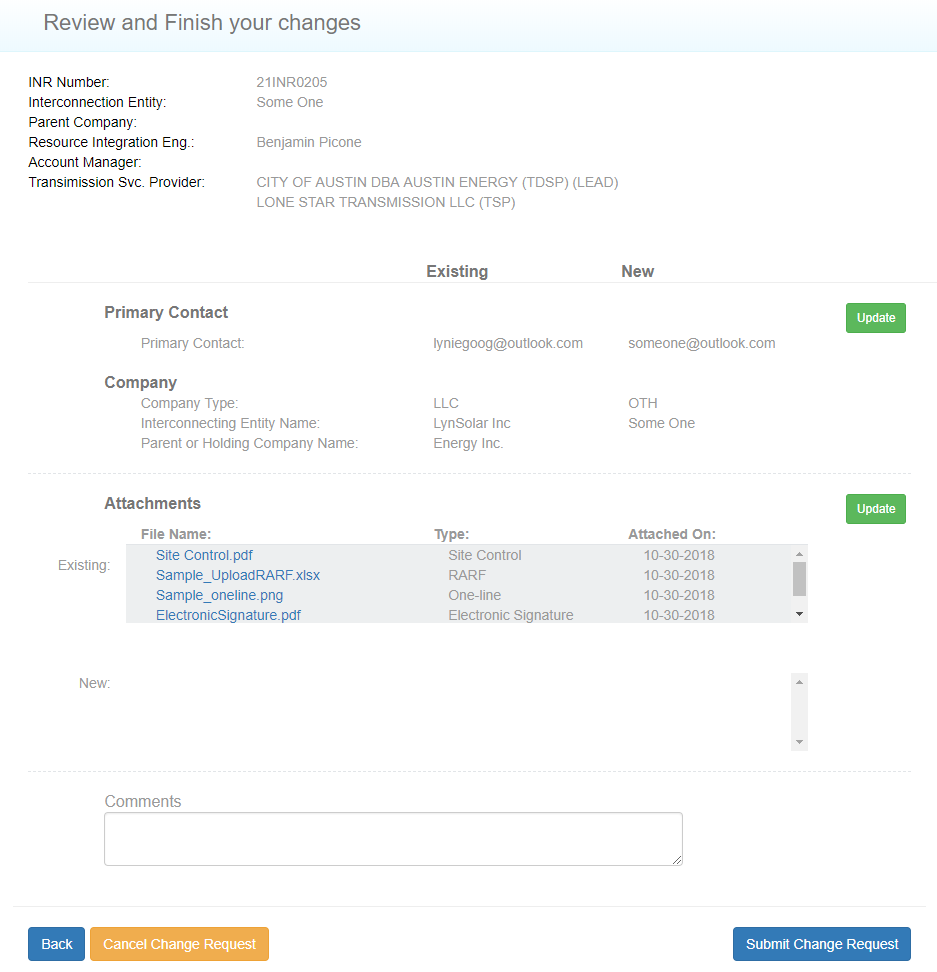 Review and Finish your changes
INR Number: 21INR0205
Interconnection Entity: Some One
Parent Company:
Resource Integration Eng.: Benjamin Picone
Account Manager:
Transimission Svc. Provider: CITY OF AUSTIN DBA AUSTIN ENERGY (TDSP) (LEAD)
LONE STAR TRANSMISSION LLC (TSP)
Existing New
Primary Contact Update
Primary Contact: lyniegoog@outlook.com someone@outlook.com
Company
Company Type: LLC OTH
Interconnecting Entity Name: LynSolar Inc Some One
Parent or Holding Company Name: Energy Inc.
Attachments Update
File Name: Type: Attached On:
Existing: Site Control.pdf Site Control 10-30-2018
Sample_UploadRARF.xlsx RARF 10-30-2018
Sample_oneline.png One-line 10-30-2018
ElectronicSignature.pdf Electronic Signature 10-30-2018
New:
Comments
Back Cancel Change Request Submit Change Request